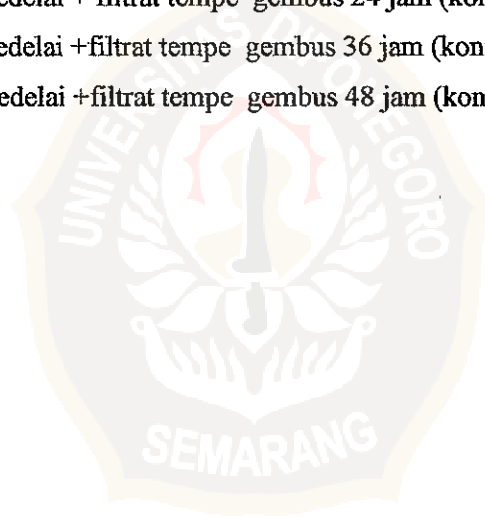 edelai + filtrat tempe gembus 24 jam (kon
edelai +filtrat tempe gembus 36 jam (kon
edelai +filtrat tempe gembus 48 jam (kon
UNIVERSITAS DIPONEGORO
SEMARANG